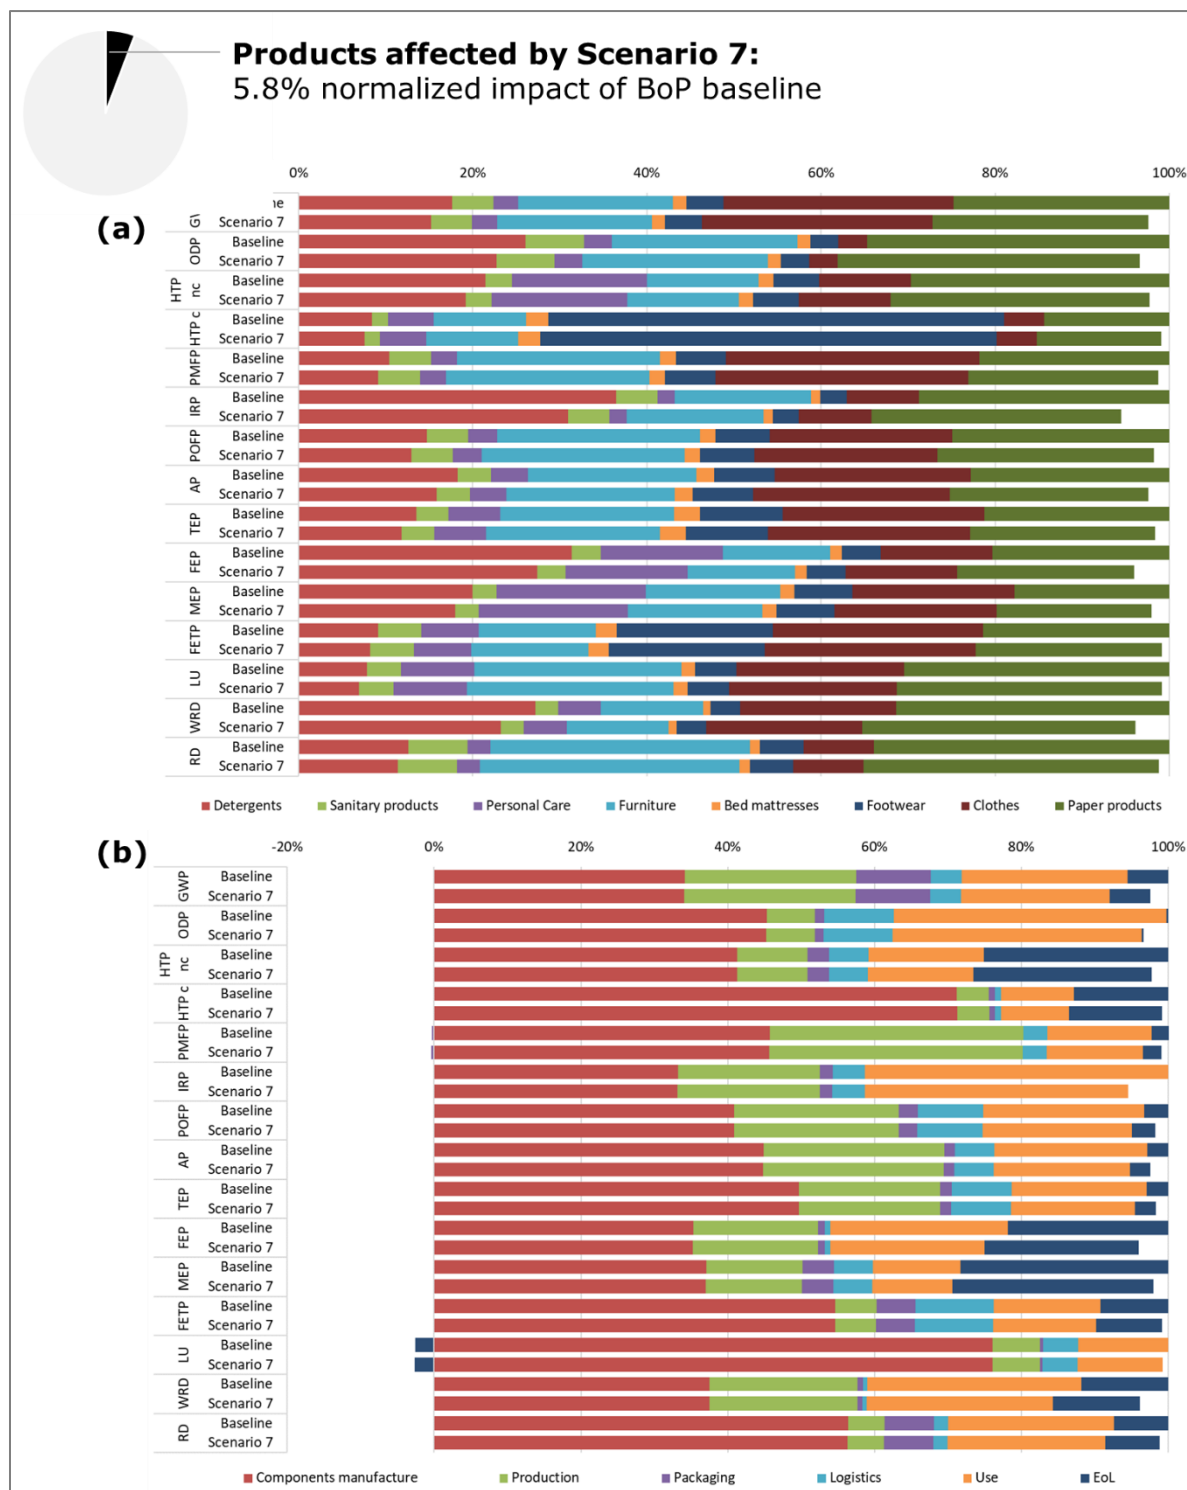 Products affected by Scenario 7:
5.8% normalized impact of BoP baseline
(a)
0% 20% 40% 60% 80% 100%
ne
Scenario 7
ODP Baseline
Scenario 7
HTP nc Baseline
Scenario 7
HTP c Baseline
Scenario 7
PMFP Baseline
Scenario 7
IRP Baseline
Scenario 7
POFP Baseline
Scenario 7
AP Baseline
Scenario 7
TEP Baseline
Scenario 7
FEP Baseline
Scenario 7
MEP Baseline
Scenario 7
FETP Baseline
Scenario 7
LU Baseline
Scenario 7
WRD Baseline
Scenario 7
RD Baseline
Scenario 7
Detergents Sanitary products Personal Care Furniture Bed mattresses Footwear Clothes Paper products
(b)
-20% 0% 20% 40% 60% 80% 100%
GWP Baseline
Scenario 7
ODP Baseline
Scenario 7
HTP nc Baseline
Scenario 7
HTP c Baseline
Scenario 7
PMFP Baseline
Scenario 7
IRP Baseline
Scenario 7
POFP Baseline
Scenario 7
AP Baseline
Scenario 7
TEP Baseline
Scenario 7
FEP Baseline
Scenario 7
MEP Baseline
Scenario 7
FETP Baseline
Scenario 7
LU Baseline
Scenario 7
WRD Baseline
Scenario 7
RD Baseline
Scenario 7
Components manufacture Production Packaging Logistics Use EoL